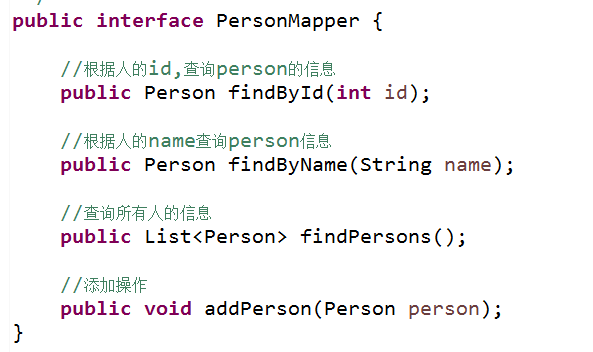 public interface PersonMapper {
//根据人的id,查询person的信息
public Person findById(int id);
//根据人的name查询person信息
public Person findByName(String name);
//查询所有人的信息
public List<Person> findPersons();
//添加操作
public void addPerson(Person person);
}